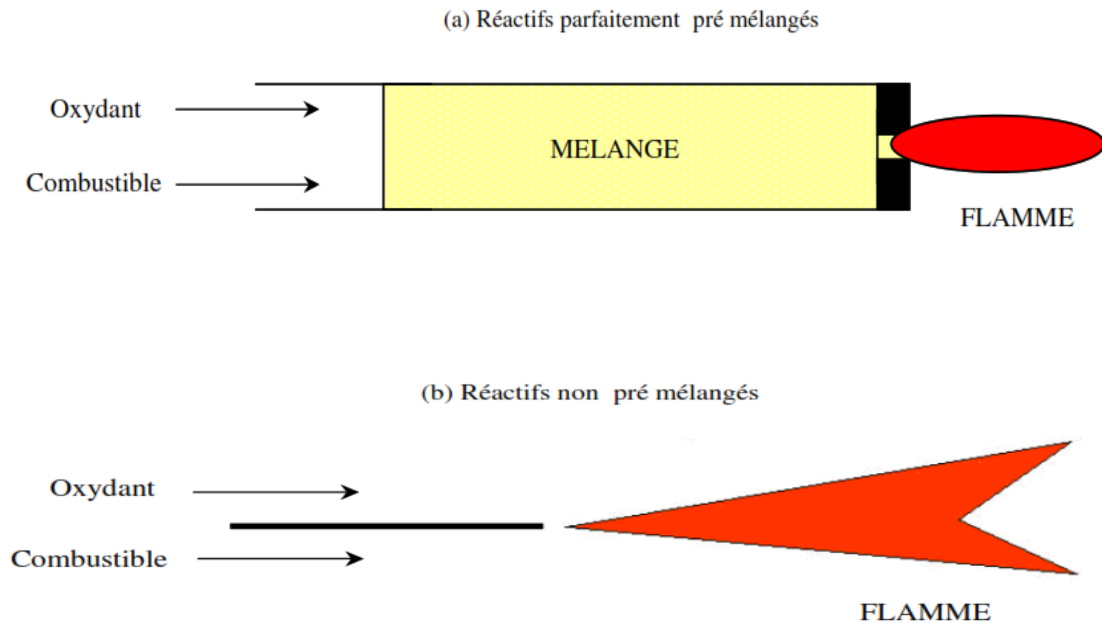 (a) Réactifs parfaitement pré mélangés
Oxydant
MELANGE
Combustible
FLAMME
(b) Réactifs non pré mélangés
Oxydant
Combustible
FLAMME